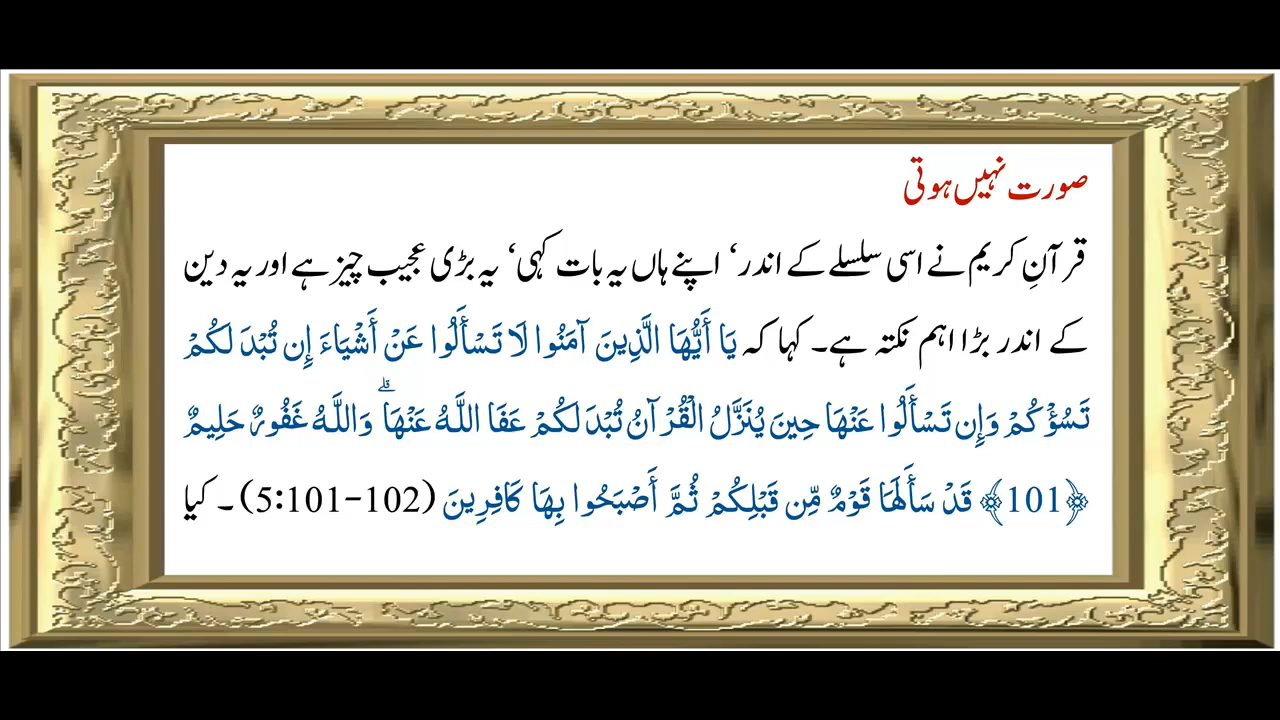 صورت نہیں ہوتی
قرآنِ کریم نے اسی سلسلے کے اندر‘ اپنے ہاں یہ بات کہی‘ یہ بڑی عجیب چیز ہے اور یہ دین
کے اندر بڑا اہم نکتہ ہے۔ کہا کہ يَا أَيُّهَا الَّذِينَ آمَنُوا لَا تَسْأَلُوا عَنْ أَشْيَاءَ إِن تُبْدَ لَكُمْ
تَسُؤْكُمْ وَإِن تَسْأَلُوا عَنْهَا حِينَ يُنَزَّلُ الْقُرْآنُ تُبْدَ لَكُمْ عَفَا اللَّهُ عَنْهَا ۗ وَاللَّهُ غَفُورٌ حَلِيمٌ
﴿101﴾ قَدْ سَأَلَهَا قَوْمٌ مِّن قَبْلِكُمْ ثُمَّ أَصْبَحُوا بِهَا كَافِرِينَ (5:101-102)۔ کیا